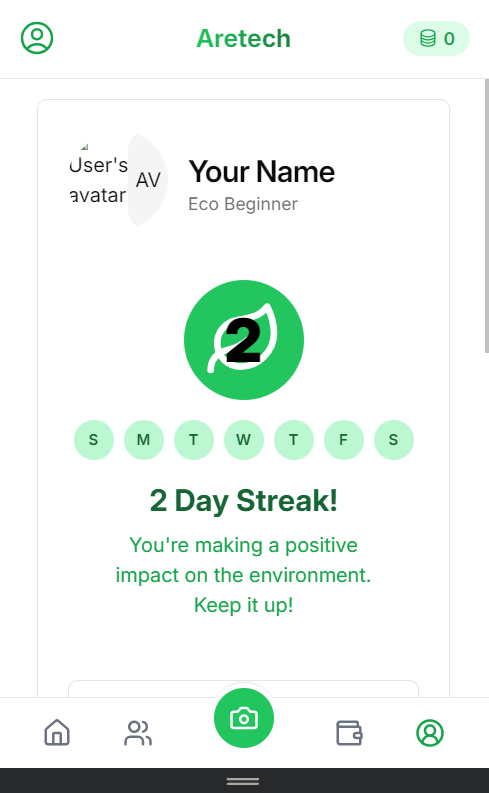 Aretech
0
User's
avatar
AV
Your Name
Eco Beginner
2
S M T W T F S
2 Day Streak!
You're making a positive
impact on the environment.
Keep it up!